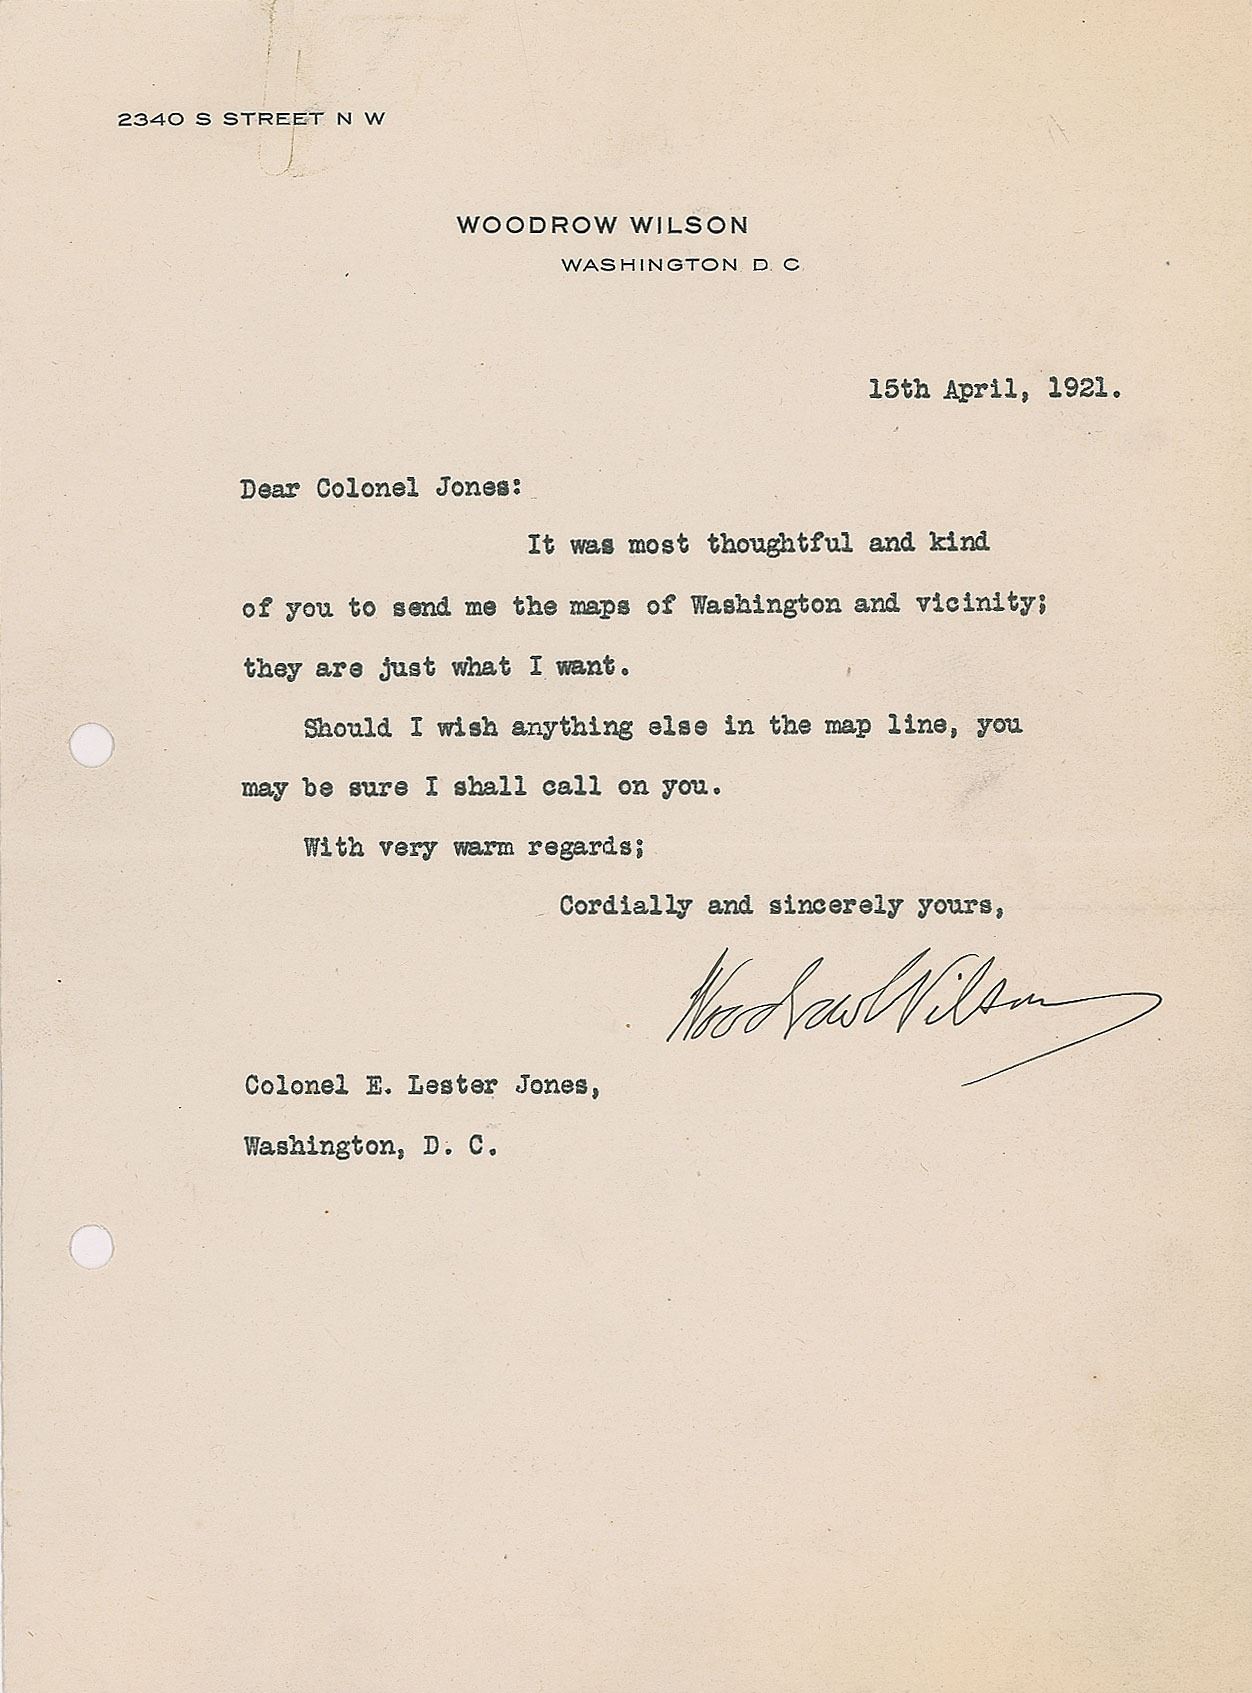 2340 S STREET N W
WOODROW WILSON
WASHINGTON D. C
15th April, 1921.
Dear Colonel Jones:
It was most thoughtful and kind
of you to send me the maps of Washington and vicinity;
they are just what I want.
Should I wish anything else in the map line, you
may be sure I shall call on you.
With very warm regards;
Cordially and sincerely yours,
Woodrow Wilson
Colonel E. Lester Jones,
Washington, D. C.